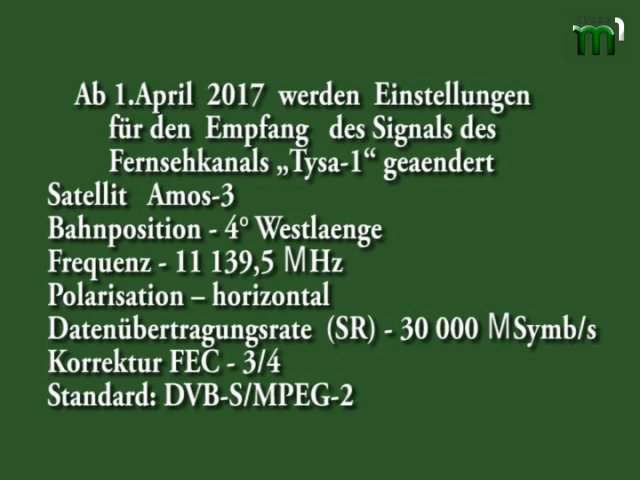 Ab 1.April 2017 werden Einstellungen
für den Empfang des Signals des
Fernsehkanals „Tysa-1“ geaendert
Satellit Amos-3
Bahnposition - 4° Westlaenge
Frequenz - 11 139,5 MHz
Polarisation – horizontal
Datenübertragungsrate (SR) - 30 000 MSymb/s
Korrektur FEC - 3/4
Standard: DVB-S/MPEG-2